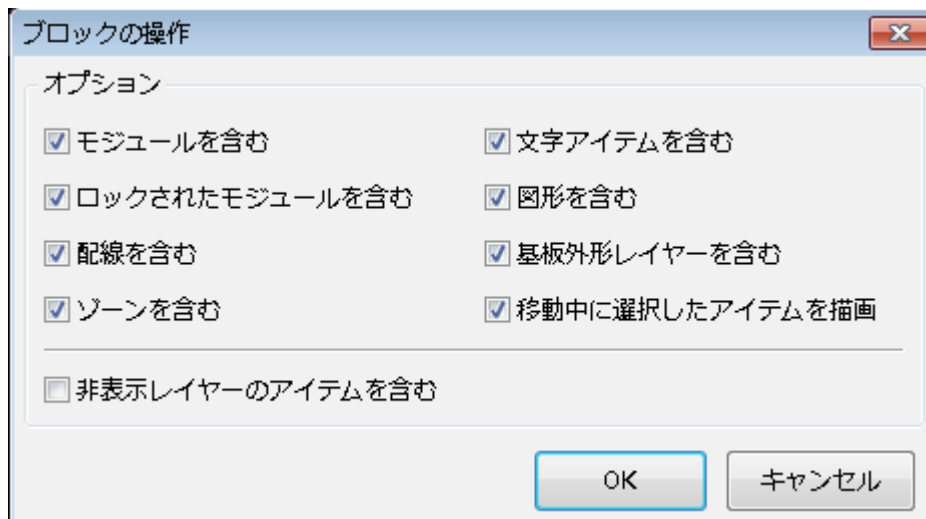 ブロックの操作
オプション
モジュールを含む
文字アイテムを含む
ロックされたモジュールを含む
図形を含む
配線を含む
基板外形レイヤーを含む
ゾーンを含む
移動中に選択したアイテムを描画
非表示レイヤーのアイテムを含む
OK
キャンセル